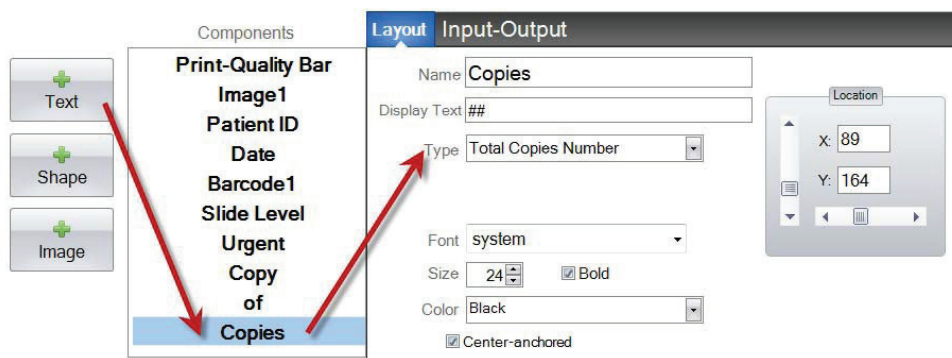 Components
Text
Shape
Image
Print-Quality Bar
Image1
Patient ID
Date
Barcode1
Slide Level
Urgent
Copy
of
Copies
Layout Input-Output
Name Copies
Display Text ##
Type Total Copies Number
Font system
Size 24 Bold
Color Black
Center-anchored
Location
X: 89
Y: 164